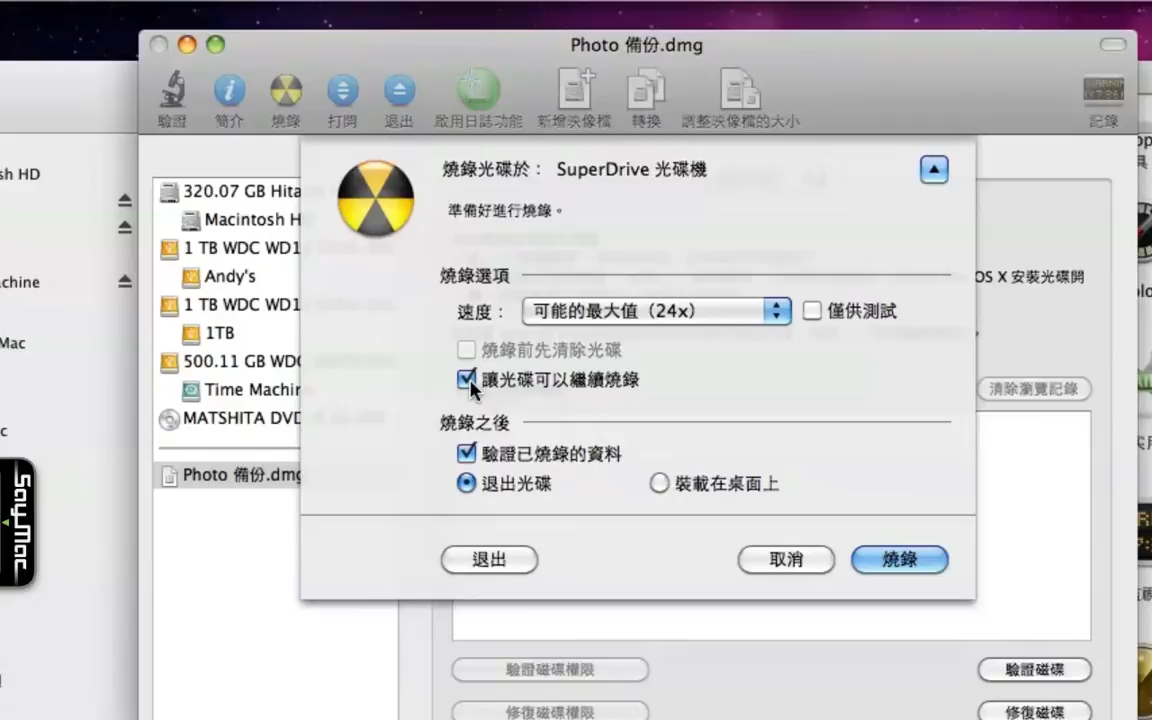 Photo 備份.dmg
驗證
簡介
燒錄
打開
退出
啟用日誌功能
新增映像檔
轉換
調整映像檔的大小
記錄
sh HD
achine
Mac
SayMac
320.07 GB Hita
Macintosh H
1 TB WDC WD1
Andy's
1 TB WDC WD1
1TB
500.11 GB WDC
Time Machin
MATSHITA DVD
Photo 備份.dmg
燒錄光碟於： SuperDrive 光碟機
準備好進行燒錄。
燒錄選項
速度： 可能的最大值（24x） 僅供測試
燒錄前先清除光碟
讓光碟可以繼續燒錄
燒錄之後
驗證已燒錄的資料
退出光碟 裝載在桌面上
退出 取消 燒錄
OS X 安裝光碟開
清除瀏覽記錄
驗證磁碟權限 驗證磁碟
修復磁碟權限 修復磁碟